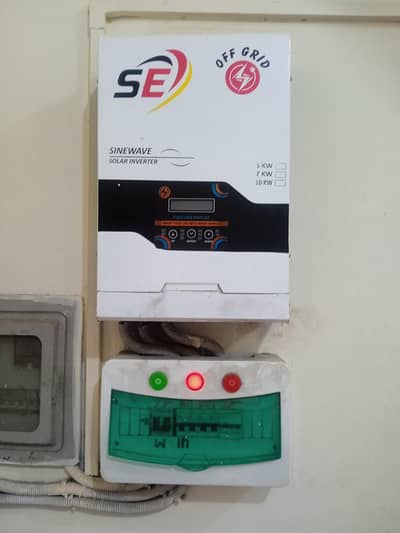 SE
OFF GRID
SINEWAVE
SOLAR INVERTER
5 KW
7 KW
10 KW